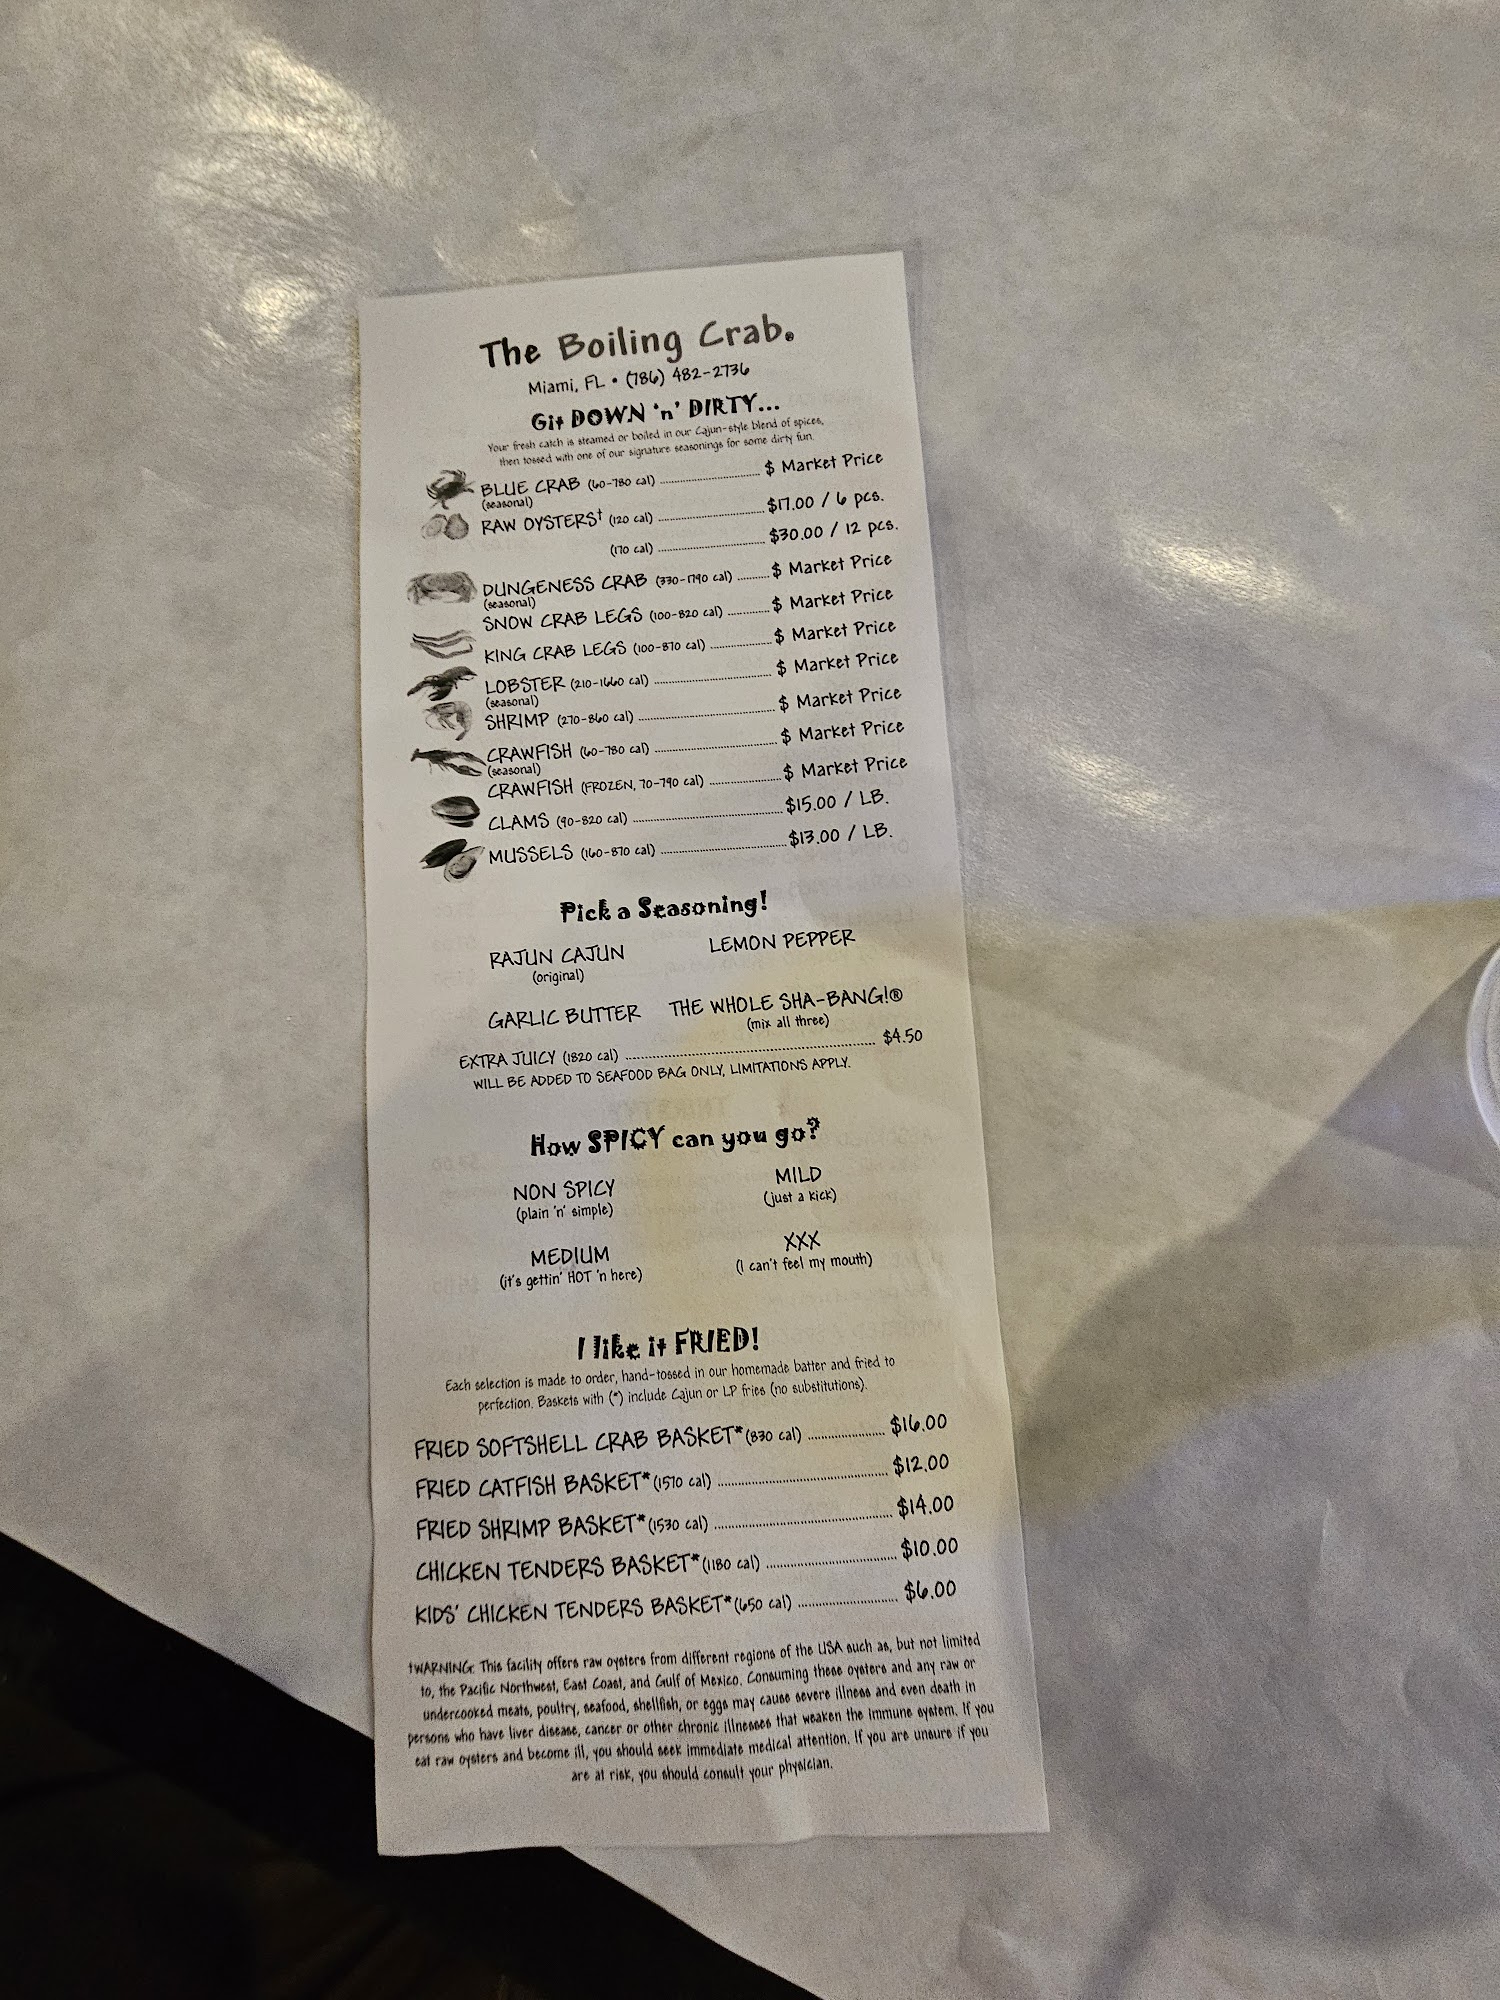 The Boiling Crab®
Miami, FL • (786) 482-2736
Git DOWN 'n' DIRTY...
Your fresh catch is steamed or boiled in our Cajun-style blend of spices,
then tossed with one of our signature seasonings for some dirty fun.
BLUE CRAB (60-780 cal) ........ $ Market Price
(seasonal)
RAW OYSTERS† (120 cal) ........ $17.00 / 6 pcs.
(170 cal) ........ $30.00 / 12 pcs.
DUNGENESS CRAB (330-1790 cal) ........ $ Market Price
(seasonal)
SNOW CRAB LEGS (100-820 cal) ........ $ Market Price
KING CRAB LEGS (100-870 cal) ........ $ Market Price
LOBSTER (210-1660 cal) ........ $ Market Price
(seasonal)
SHRIMP (270-860 cal) ........ $ Market Price
CRAWFISH (60-780 cal) ........ $ Market Price
(seasonal)
CRAWFISH (FROZEN, 70-790 cal) ........ $ Market Price
CLAMS (90-820 cal) ........ $15.00 / LB.
MUSSELS (160-870 cal) ........ $13.00 / LB.
Pick a Seasoning!
RAJUN CAJUN LEMON PEPPER
(original)
GARLIC BUTTER THE WHOLE SHA-BANG!®
(mix all three)
EXTRA JUICY (1820 cal) ........ $4.50
WILL BE ADDED TO SEAFOOD BAG ONLY, LIMITATIONS APPLY.
How SPICY can you go?
NON SPICY MILD
(plain 'n' simple) (just a kick)
MEDIUM XXX
(it's gettin' HOT 'n here) (I can't feel my mouth)
I like it FRIED!
Each selection is made to order, hand-tossed in our homemade batter and fried to
perfection. Baskets with (*) include Cajun or LP fries (no substitutions).
FRIED SOFTSHELL CRAB BASKET* (830 cal) ........ $16.00
FRIED CATFISH BASKET* (1570 cal) ........ $12.00
FRIED SHRIMP BASKET* (1530 cal) ........ $14.00
CHICKEN TENDERS BASKET* (1180 cal) ........ $10.00
KIDS' CHICKEN TENDERS BASKET* (650 cal) ........ $6.00
†WARNING: This facility offers raw oysters from different regions of the USA such as, but not limited
to, the Pacific Northwest, East Coast, and Gulf of Mexico. Consuming these oysters and any raw or
undercooked meats, poultry, seafood, shellfish, or eggs may cause severe illness and even death in
persons who have liver disease, cancer or other chronic illnesses that weaken the immune system. If you
eat raw oysters and become ill, you should seek immediate medical attention. If you are unsure if you
are at risk, you should consult your physician.